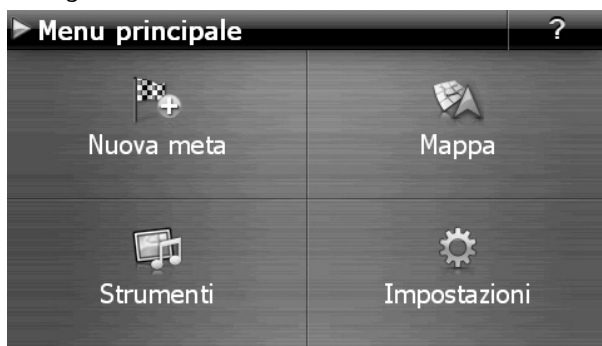 Menu principale
?
Nuova meta
Mappa
Strumenti
Impostazioni